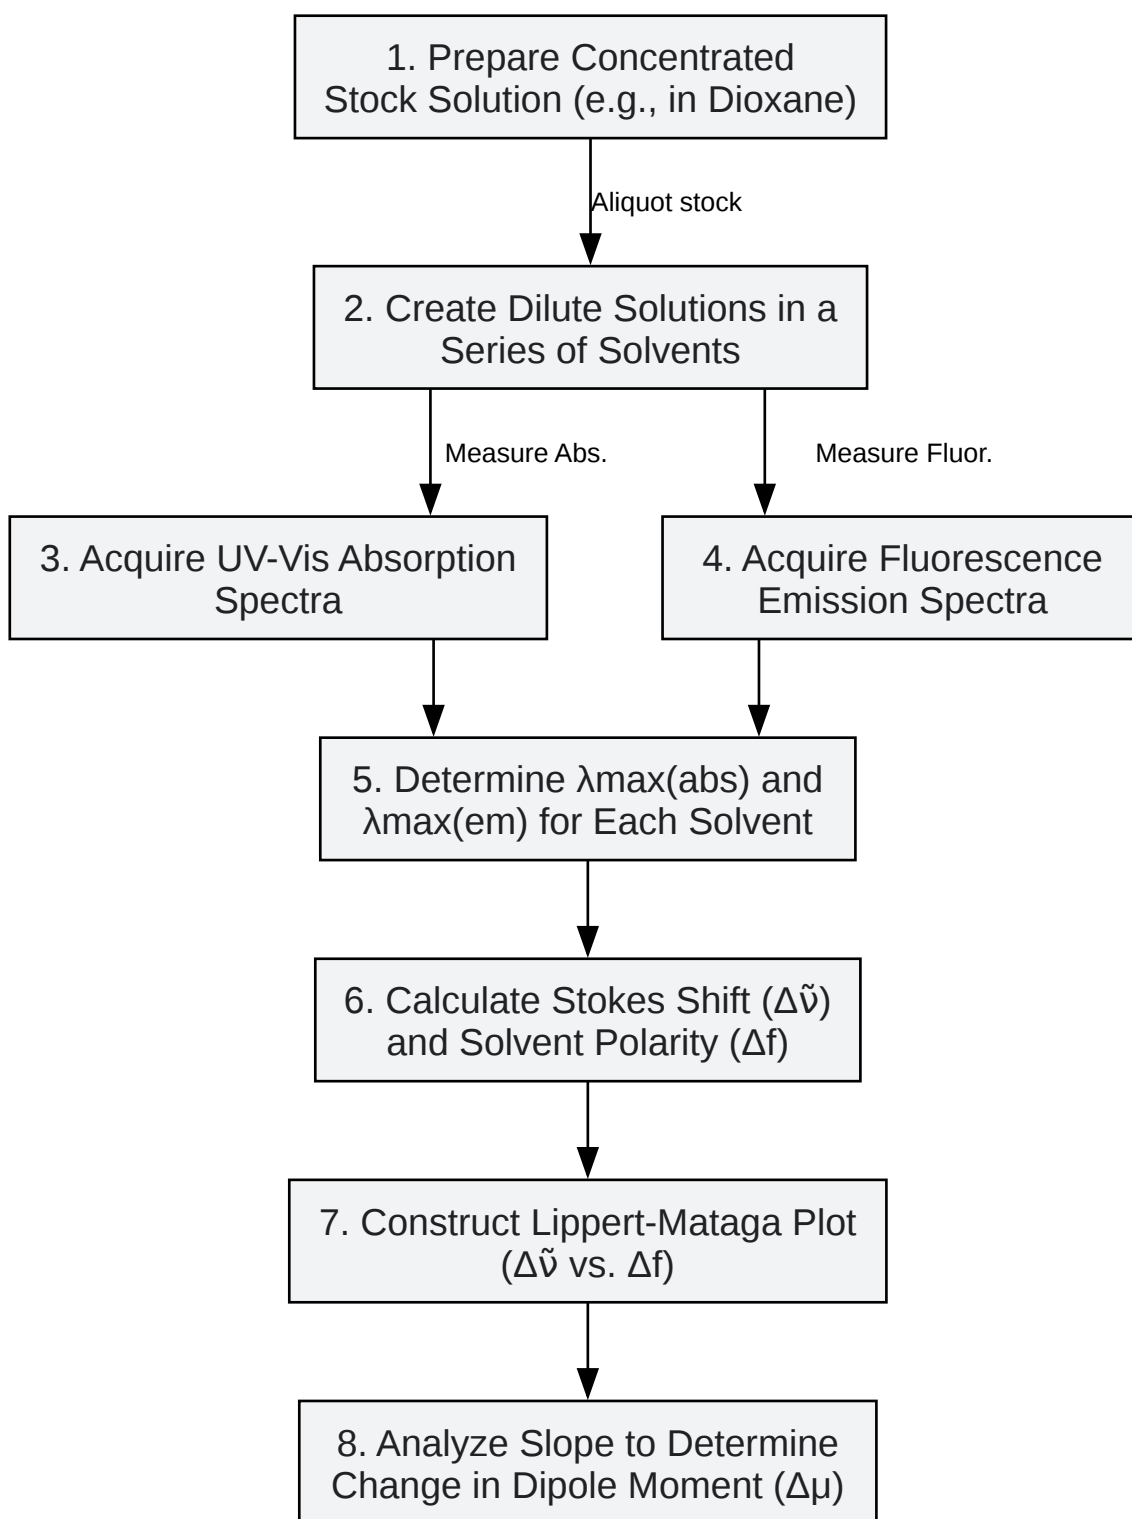 1. Prepare Concentrated
Stock Solution (e.g., in Dioxane)
Aliquot stock
2. Create Dilute Solutions in a
Series of Solvents
Measure Abs.
Measure Fluor.
3. Acquire UV-Vis Absorption
Spectra
4. Acquire Fluorescence
Emission Spectra
5. Determine λmax(abs) and
λmax(em) for Each Solvent
6. Calculate Stokes Shift (Δν̃)
and Solvent Polarity (Δf)
7. Construct Lippert-Mataga Plot
(Δν̃ vs. Δf)
8. Analyze Slope to Determine
Change in Dipole Moment (Δμ)